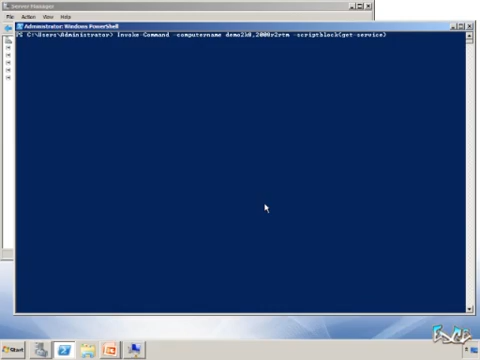 Server Manager
File Action View Help
Administrator: Windows PowerShell
PS C:\Users\Administrator> Invoke-Command -computername demo2k8,2008r2rtm -scriptblock{get-service}
Start